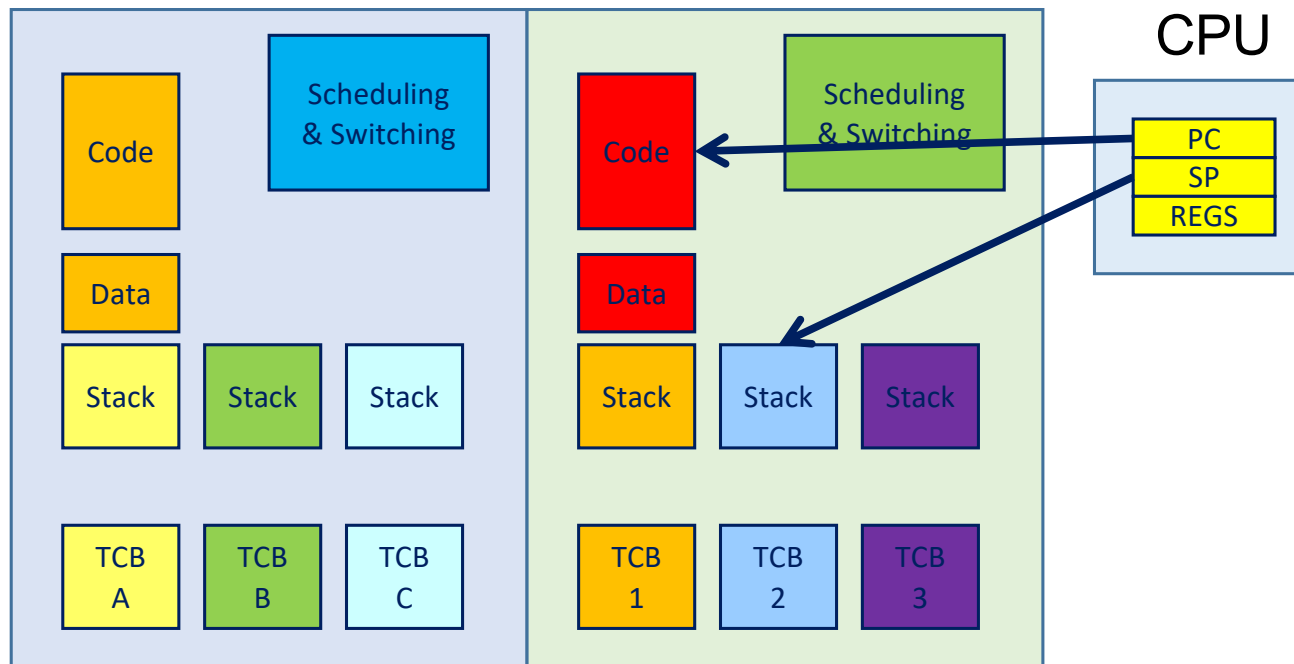 CPU
Scheduling
& Switching
Code
Data
Stack
Stack
Stack
TCB
A
TCB
B
TCB
C
Scheduling
& Switching
Code
Data
Stack
Stack
Stack
TCB
1
TCB
2
TCB
3
PC
SP
REGS